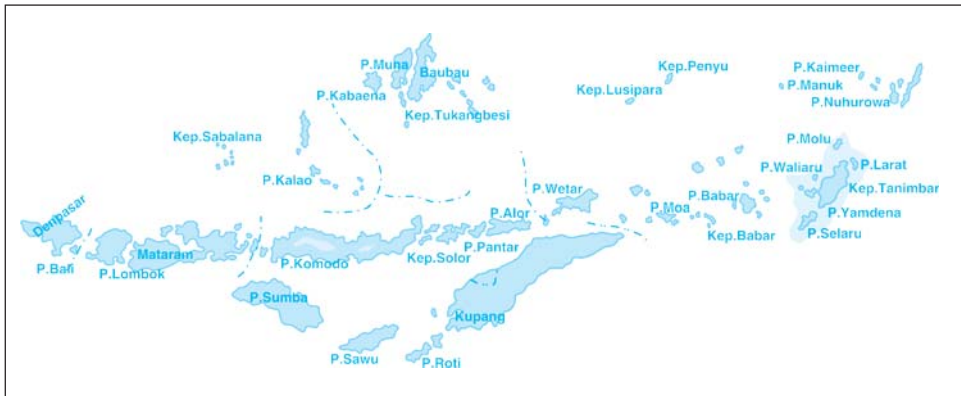 Kep.Penyu
P.Kaimeer
P.Muna
Baubau
P.Manuk
Kep.Lusipara
P.Kabaena
P.Nuhurowa
Kep.Tukangbesi
Kep.Sabalana
P.Molu
P.Larat
P.Waliaru
P.Kalao
Kep.Tanimbar
P.Wetar
P.Babar
Denpasar
P.Moa
P.Yamdena
P.Alor
Kep.Babar
P.Selaru
P.Pantar
Mataram
Kep.Solor
P.Komodo
P.Bali
P.Lombok
P.Sumba
Kupang
P.Sawu
P.Roti